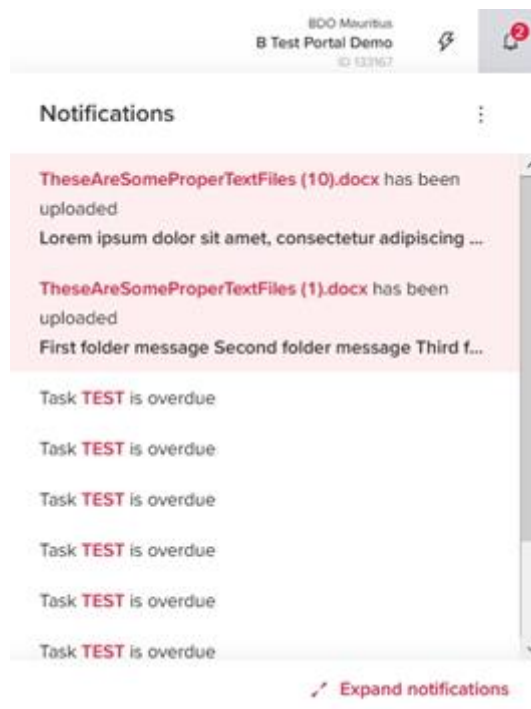 BDO Mauritius
B Test Portal Demo
ID 133167
2
Notifications
TheseAreSomeProperTextFiles (10).docx has been
uploaded
Lorem ipsum dolor sit amet, consectetur adipiscing ...
TheseAreSomeProperTextFiles (1).docx has been
uploaded
First folder message Second folder message Third f...
Task TEST is overdue
Task TEST is overdue
Task TEST is overdue
Task TEST is overdue
Task TEST is overdue
Task TEST is overdue
Expand notifications